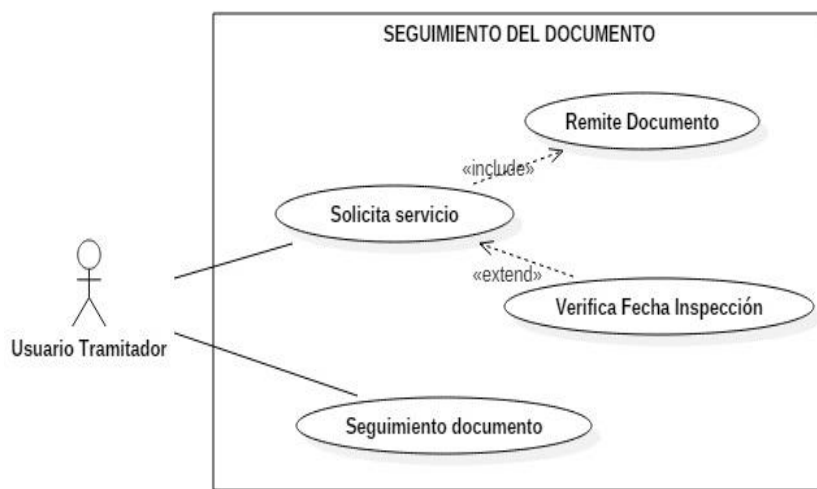 SEGUIMIENTO DEL DOCUMENTO
Remite Documento
«include»
Solicita servicio
«extend»
Verifica Fecha Inspección
Usuario Tramitador
Seguimiento documento